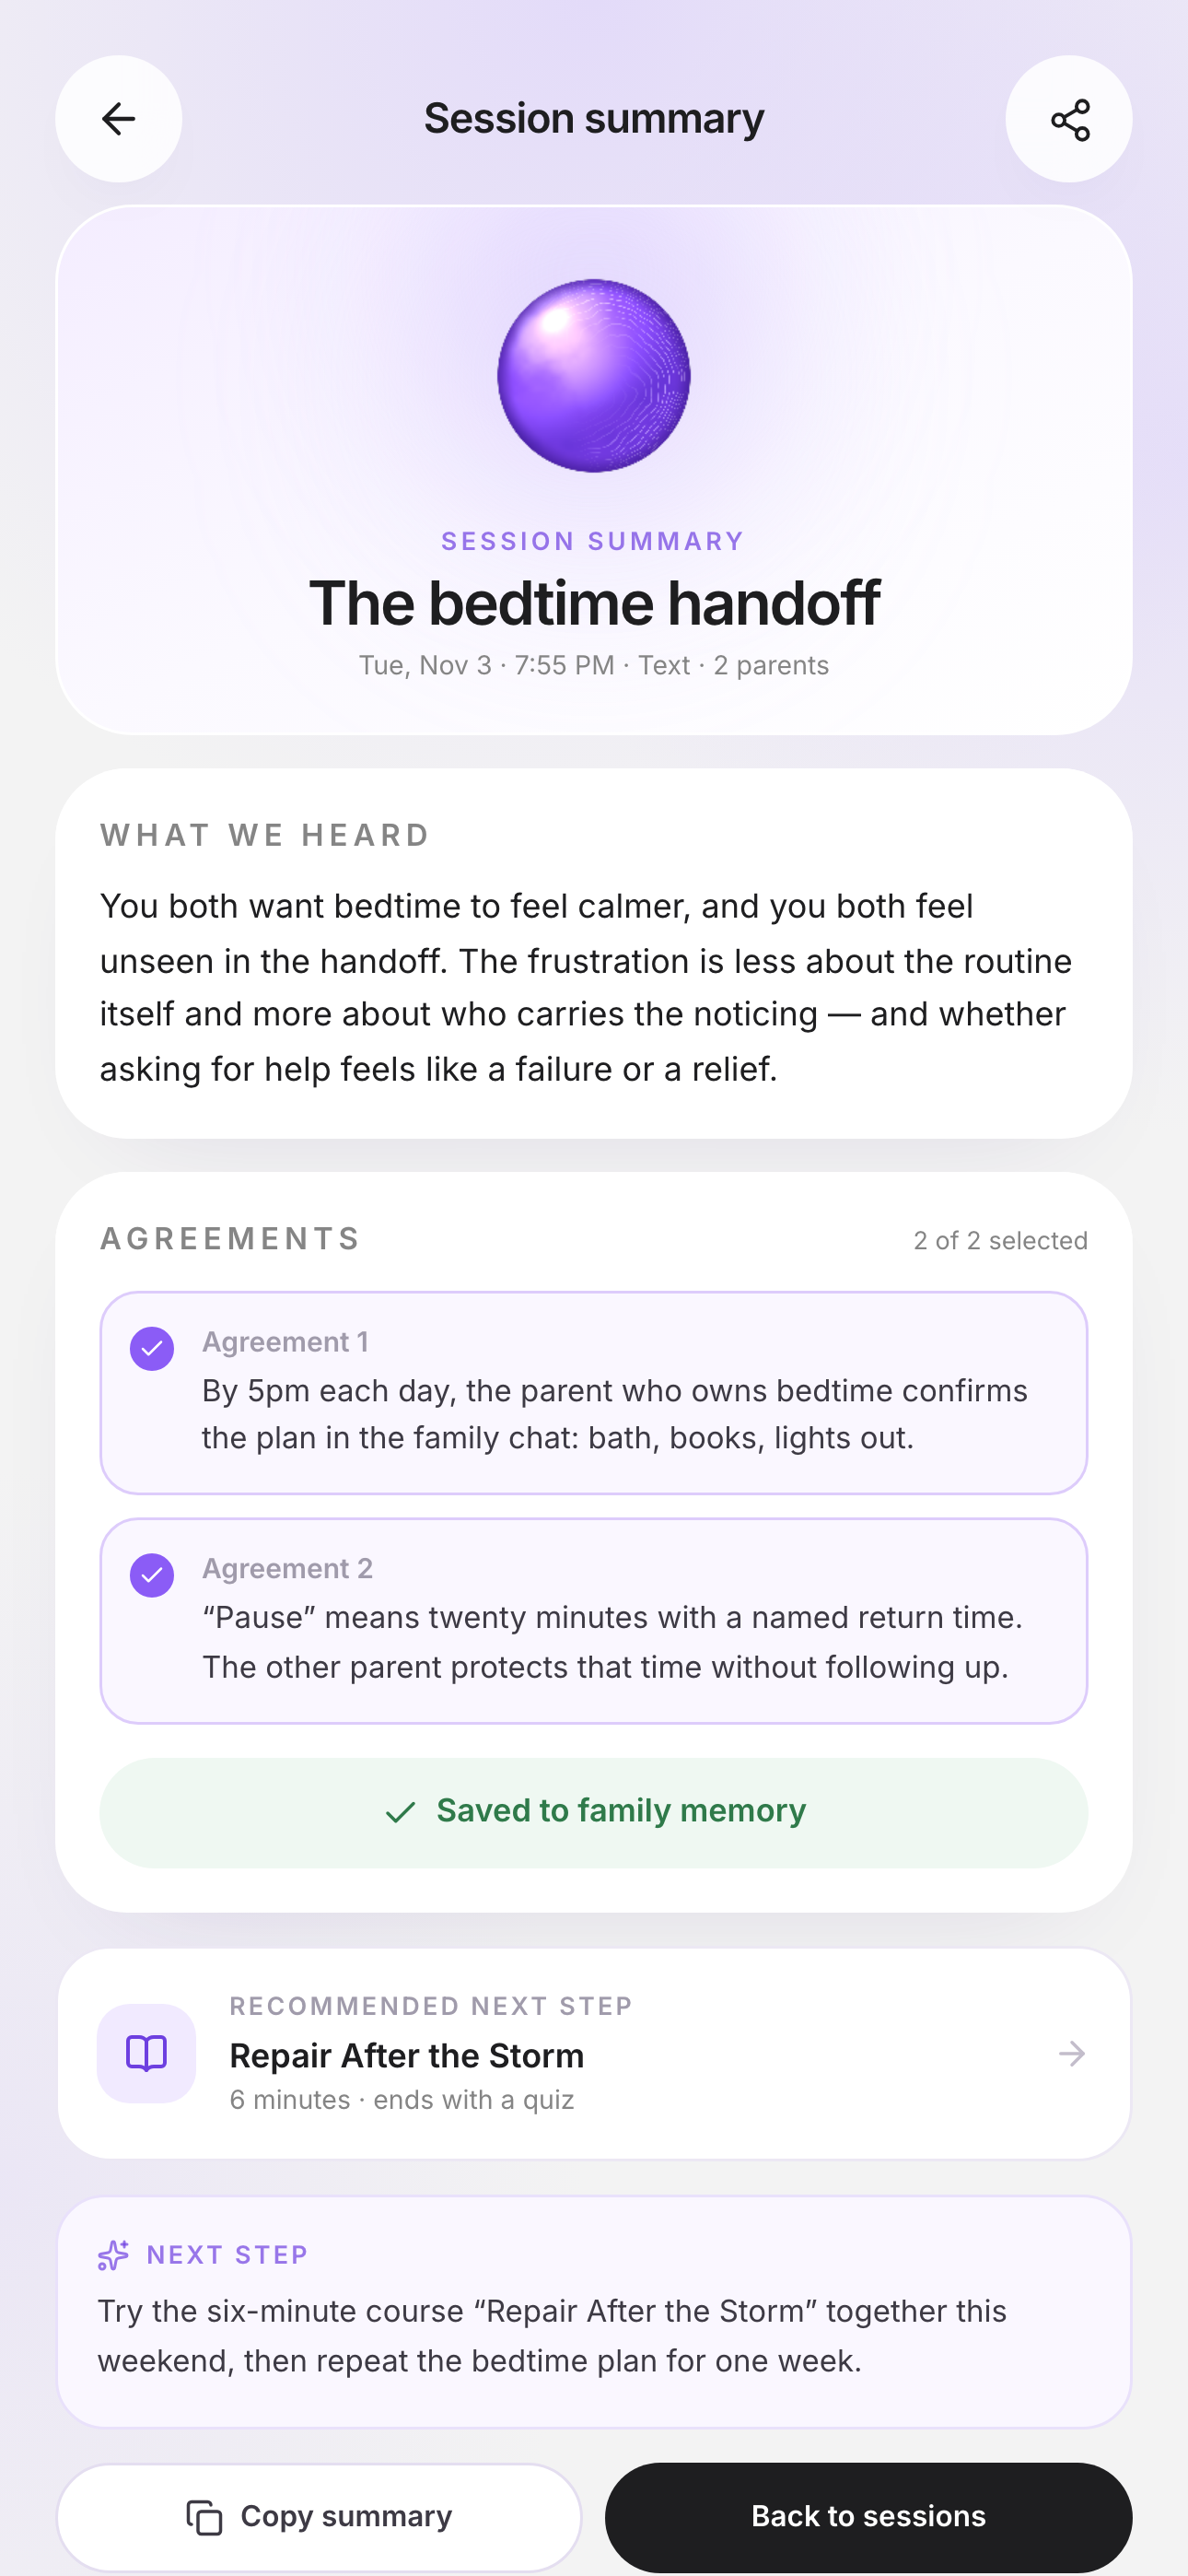 Session summary
SESSION SUMMARY
The bedtime handoff
Tue, Nov 3 · 7:55 PM · Text · 2 parents
WHAT WE HEARD
You both want bedtime to feel calmer, and you both feel
unseen in the handoff. The frustration is less about the routine
itself and more about who carries the noticing — and whether
asking for help feels like a failure or a relief.
AGREEMENTS
2 of 2 selected
Agreement 1
By 5pm each day, the parent who owns bedtime confirms
the plan in the family chat: bath, books, lights out.
Agreement 2
“Pause” means twenty minutes with a named return time.
The other parent protects that time without following up.
Saved to family memory
RECOMMENDED NEXT STEP
Repair After the Storm
6 minutes · ends with a quiz
NEXT STEP
Try the six-minute course “Repair After the Storm” together this
weekend, then repeat the bedtime plan for one week.
Copy summary
Back to sessions